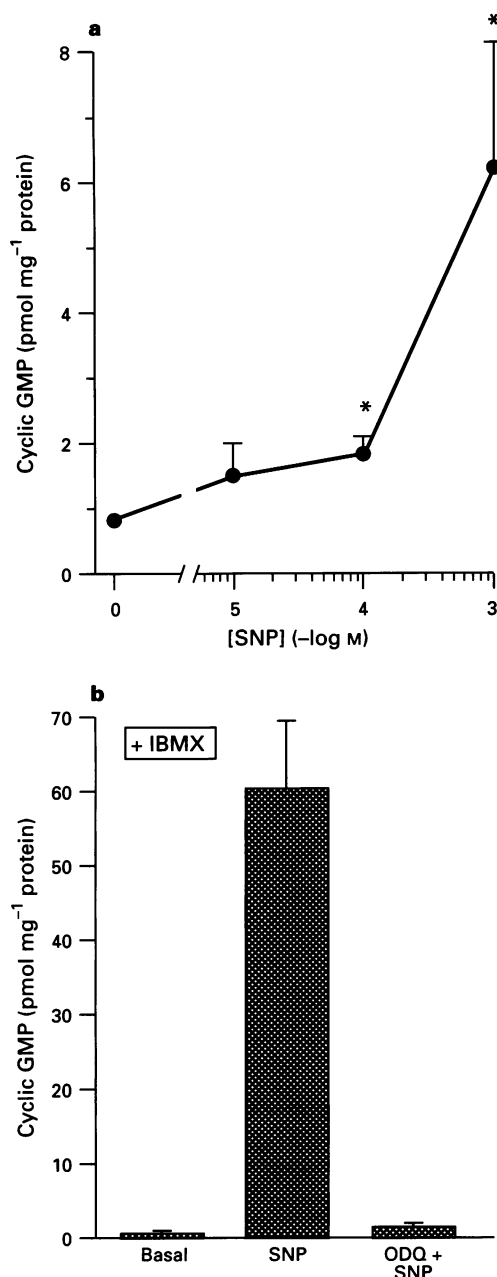 a
*
8
6
4
*
2
0
Cyclic GMP (pmol mg⁻¹ protein)
0 5 4 3
[SNP] (–log M)
b
70
+ IBMX
60
50
40
30
20
10
0
Cyclic GMP (pmol mg⁻¹ protein)
Basal SNP ODQ +
SNP